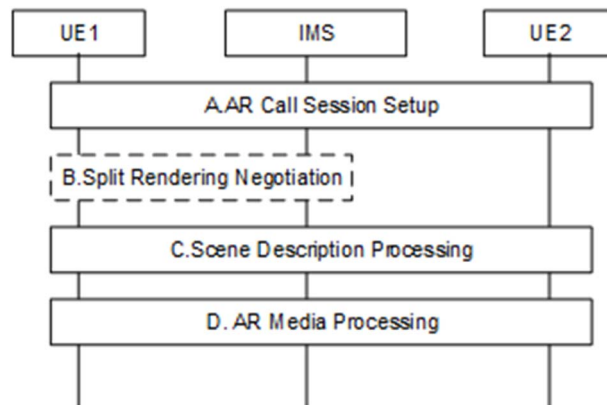 UE1
IMS
UE2
A.AR Call Session Setup
B.Split Rendering Negotiation
C.Scene Description Processing
D. AR Media Processing